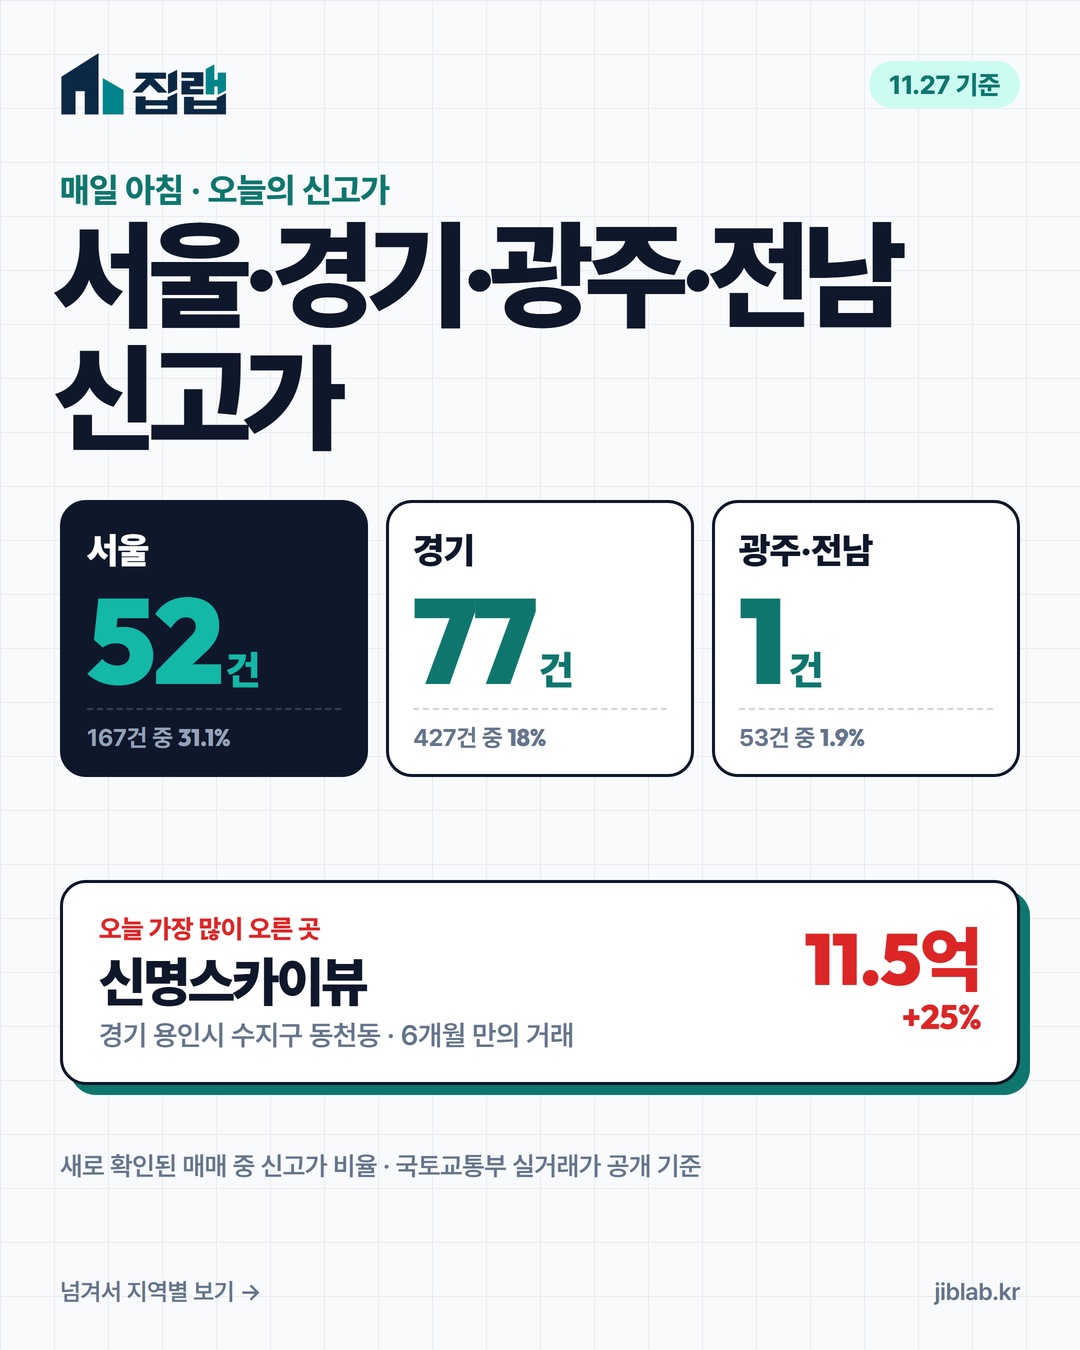 집랩
11.27 기준
매일 아침 · 오늘의 신고가
서울·경기·광주·전남
신고가
서울
52건
167건 중 31.1%
경기
77건
427건 중 18%
광주·전남
1건
53건 중 1.9%
오늘 가장 많이 오른 곳
신명스카이뷰
경기 용인시 수지구 동천동 · 6개월 만의 거래
11.5억
+25%
새로 확인된 매매 중 신고가 비율 · 국토교통부 실거래가 공개 기준
넘겨서 지역별 보기 →
jiblab.kr